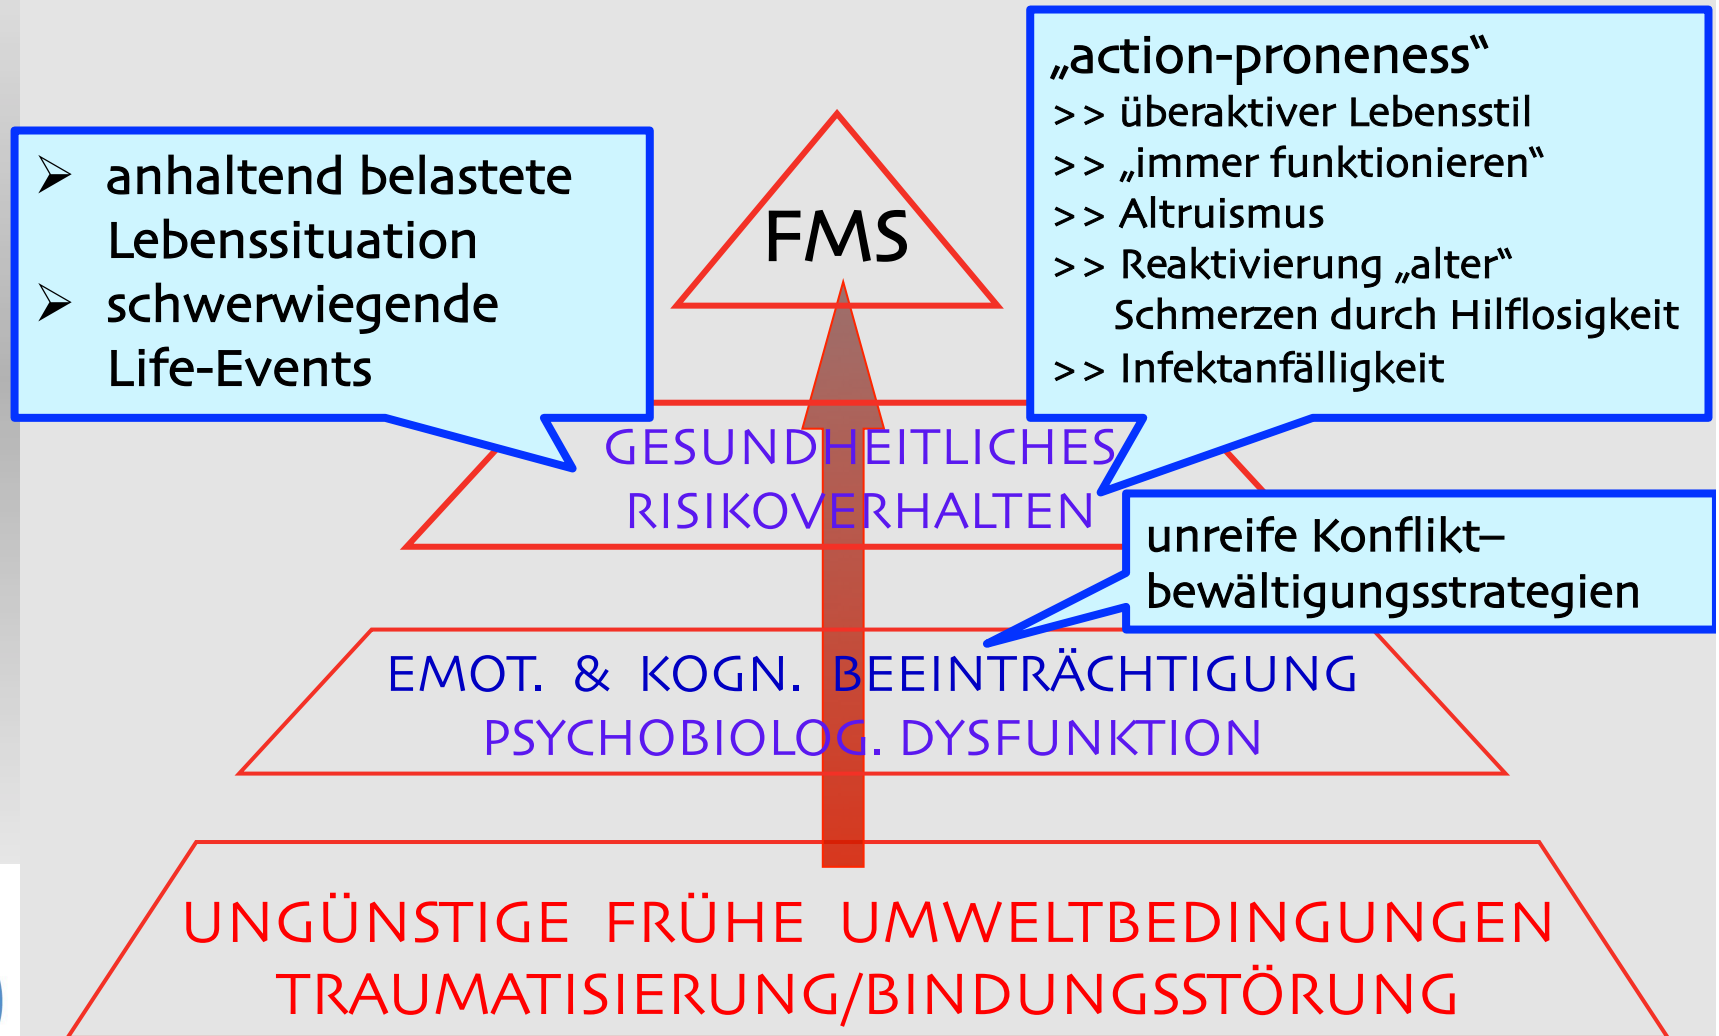 „action-proneness“
>> überaktiver Lebensstil
>> „immer funktionieren“
>> Altruismus
>> Reaktivierung „alter“
Schmerzen durch Hilflosigkeit
>> Infektanfälligkeit
➢ anhaltend belastete
Lebenssituation
➢ schwerwiegende
Life-Events
FMS
GESUNDHEITLICHES
RISIKOVERHALTEN
unreife Konflikt–
bewältigungsstrategien
EMOT. & KOGN. BEEINTRÄCHTIGUNG
PSYCHOBIOLOG. DYSFUNKTION
UNGÜNSTIGE FRÜHE UMWELTBEDINGUNGEN
TRAUMATISIERUNG/BINDUNGSSTÖRUNG